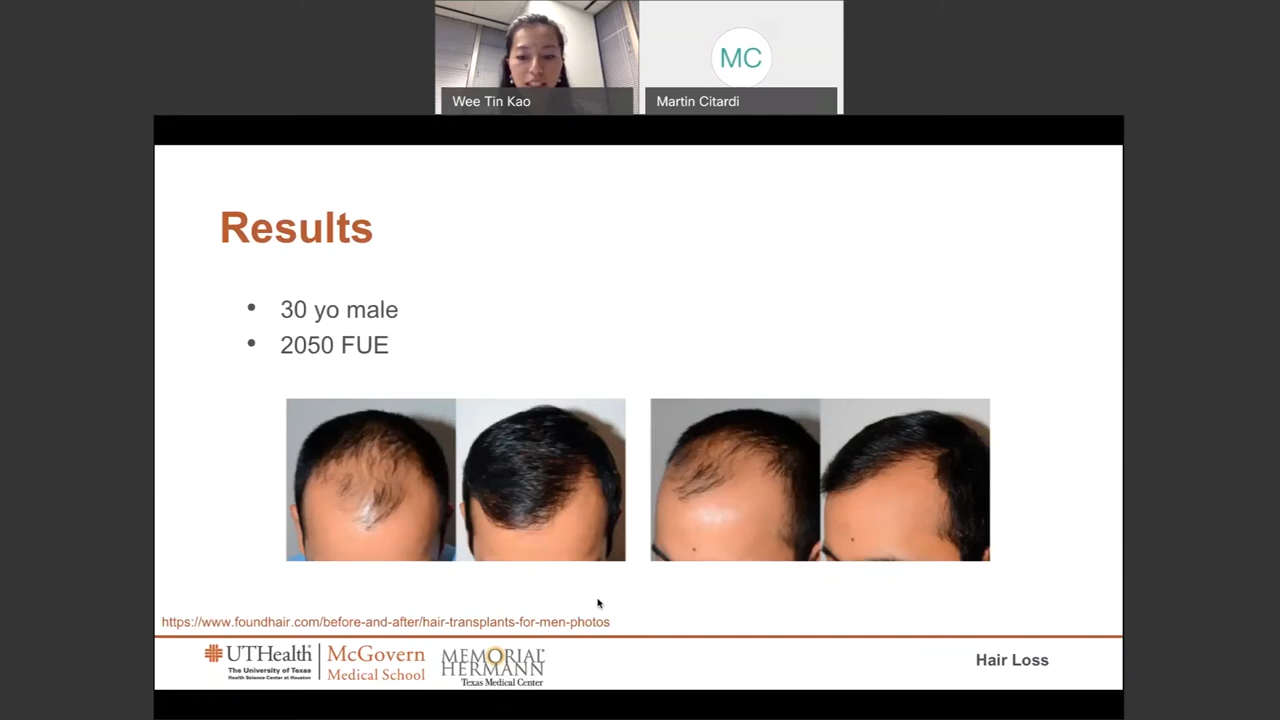 MC
Wee Tin Kao
Martin Citardi
Results
• 30 yo male
• 2050 FUE
https://www.foundhair.com/before-and-after/hair-transplants-for-men-photos
UTHealth
The University of Texas
Health Science Center at Houston
McGovern
Medical School
MEMORIAL
HERMANN
Texas Medical Center
Hair Loss